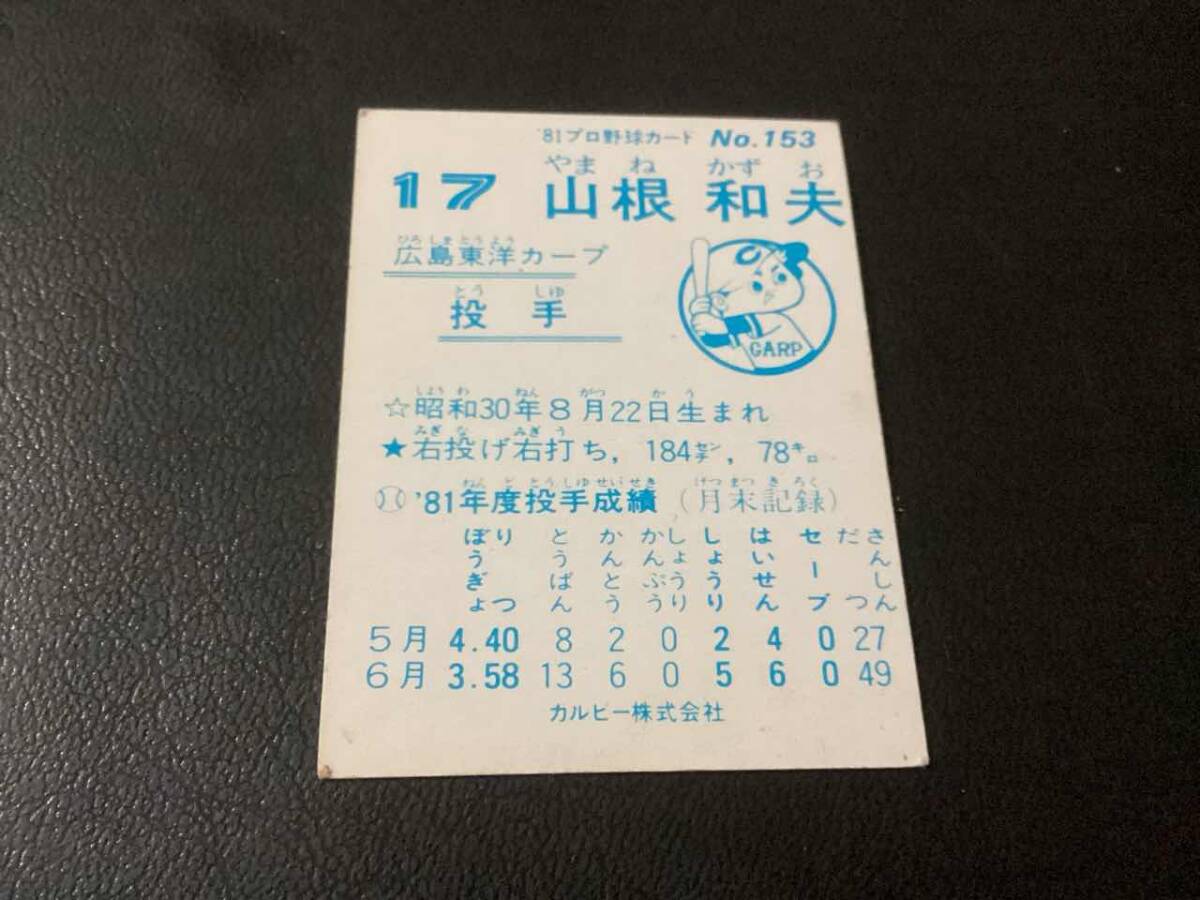 '81プロ野球カード No.153
やま ね かず お
17 山根 和夫
ひろしまとうよう
広島東洋カープ
とう しゅ
投手
CARP
しょう わ ねん がつ か う
☆昭和30年8月22日生まれ
みぎ な みぎ う
★右投げ右打ち, 184センチ, 78キロ
ねん ど とうしゅせいせき げつ まつ き ろく
'81年度投手成績 (月末記録)
ぼうぎょりつ とうばん かんとう かんぷうしょうり しょうり はいせん セーブ だつさんしん
5月 4.40 8 2 0 2 4 0 27
6月 3.58 13 6 0 5 6 0 49
カルビー株式会社